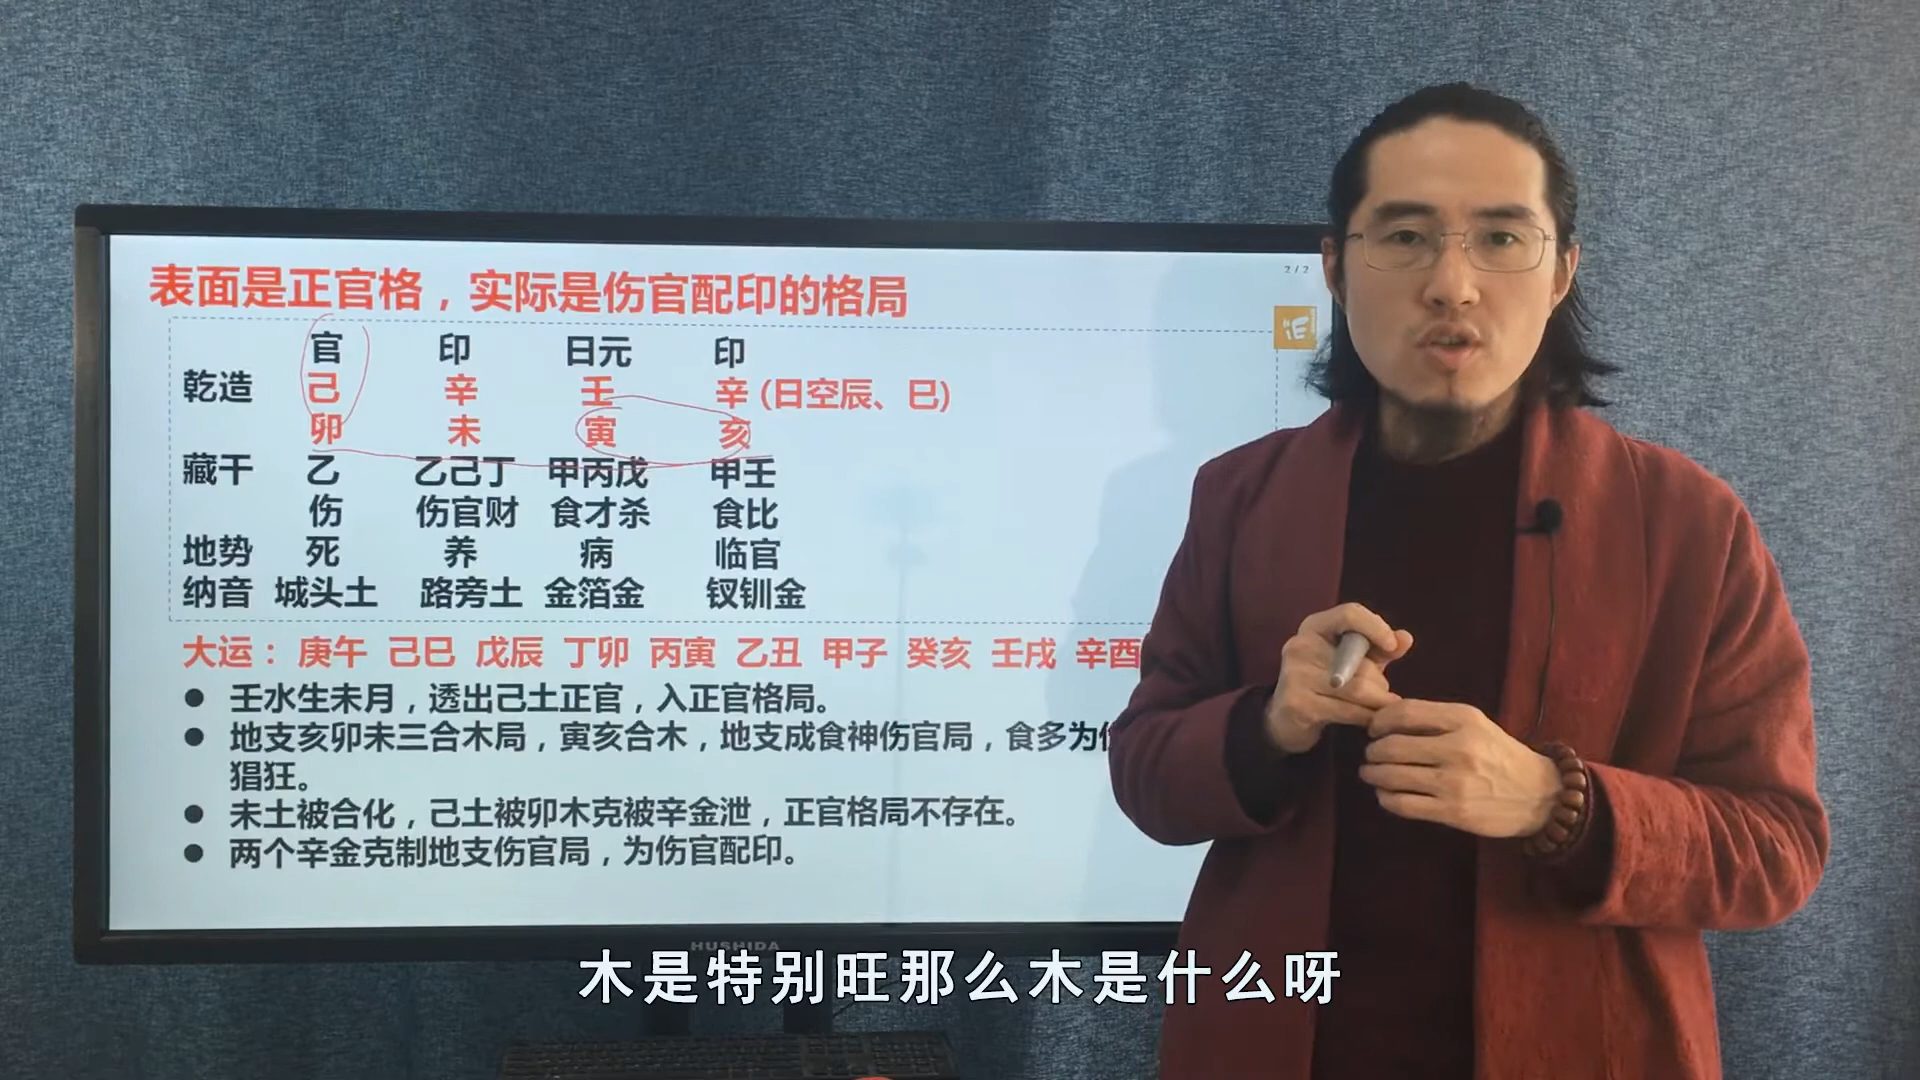 表面是正官格，实际是伤官配印的格局
2/2
官 印 日元 印
乾造 己 辛 壬 辛(日空辰、巳)
卯 未 寅 亥
藏干 乙 乙己丁 甲丙戊 甲壬
伤 伤官财 食才杀 食比
地势 死 养 病 临官
纳音 城头土 路旁土 金箔金 钗钏金
大运：庚午 己巳 戊辰 丁卯 丙寅 乙丑 甲子 癸亥 壬戌 辛酉
● 壬水生未月，透出己土正官，入正官格局。
● 地支亥卯未三合木局，寅亥合木，地支成食神伤官局，食多为
猖狂。
● 未土被合化，己土被卯木克被辛金泄，正官格局不存在。
● 两个辛金克制地支伤官局，为伤官配印。
HUSHIDA
木是特别旺那么木是什么呀